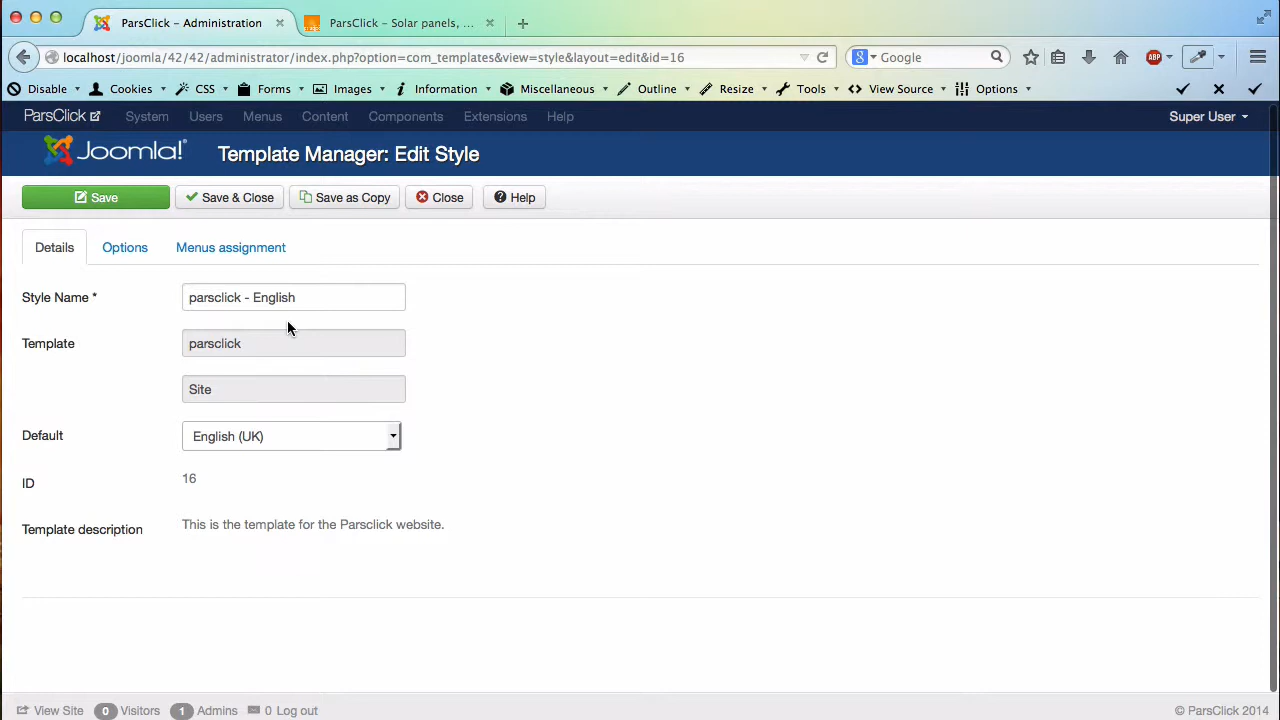 ParsClick – Administration
ParsClick - Solar panels, ...
localhost/joomla/42/42/administrator/index.php?option=com_templates&view=style&layout=edit&id=16
Google
ABP
Disable Cookies CSS Forms Images Information Miscellaneous Outline Resize Tools View Source Options
ParsClick System Users Menus Content Components Extensions Help Super User
Joomla!® Template Manager: Edit Style
Save Save & Close Save as Copy Close Help
Details Options Menus assignment
Style Name * parsclick - English
Template parsclick
Site
Default English (UK)
ID 16
Template description This is the template for the Parsclick website.
View Site 0 Visitors 1 Admins 0 Log out © ParsClick 2014